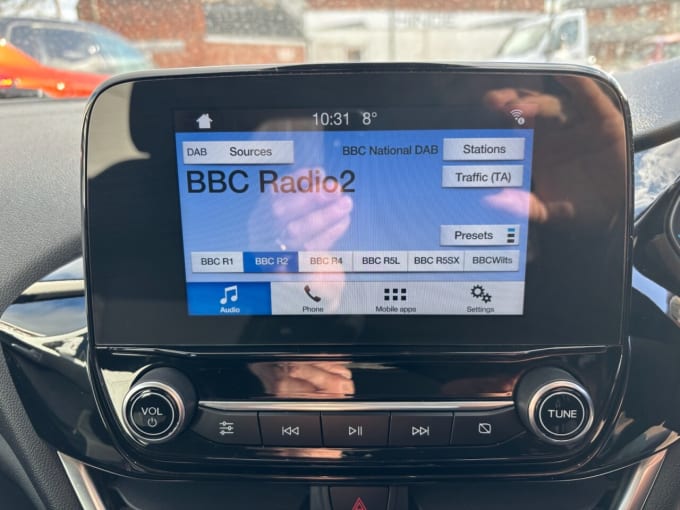 HINDE
10:31 8°
DAB Sources BBC National DAB Stations
BBC Radio2 Traffic (TA)
Presets
BBC R1 BBC R2 BBC R4 BBC R5L BBC R5SX BBCWilts
Audio Phone Mobile apps Settings
VOL TUNE